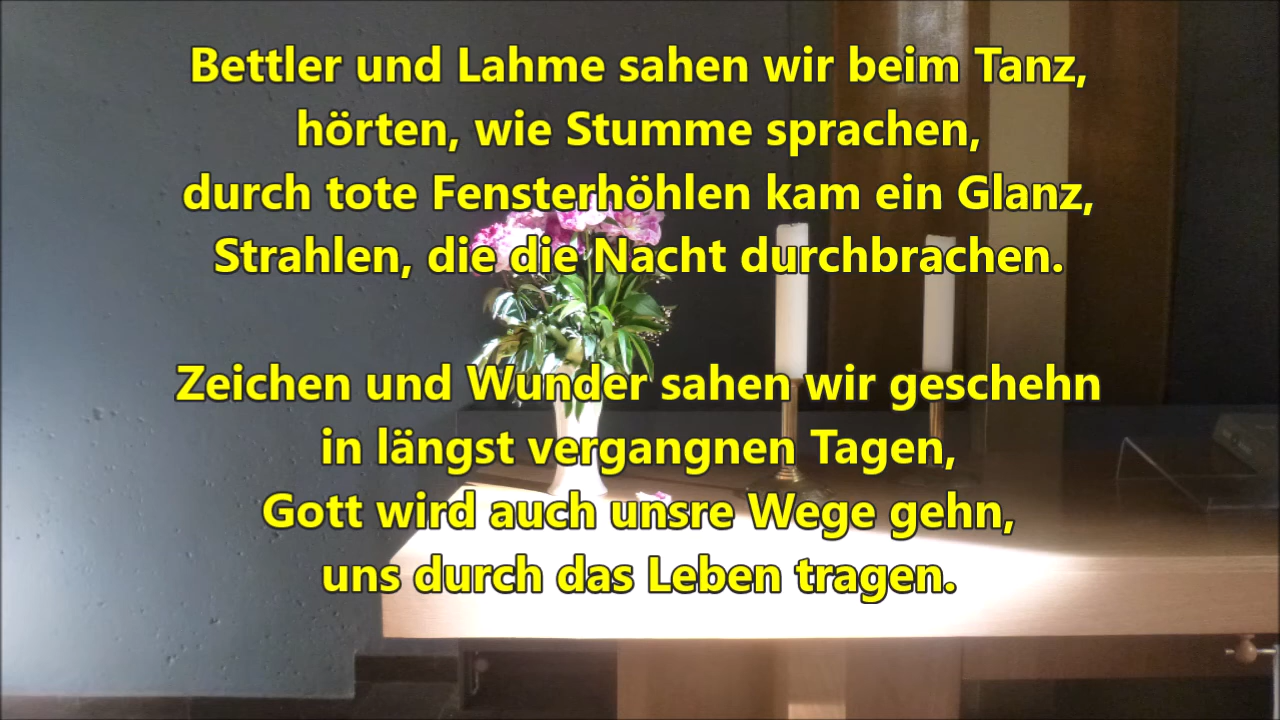 Bettler und Lahme sahen wir beim Tanz,
hörten, wie Stumme sprachen,
durch tote Fensterhöhlen kam ein Glanz,
Strahlen, die die Nacht durchbrachen.
Zeichen und Wunder sahen wir geschehn
in längst vergangnen Tagen,
Gott wird auch unsre Wege gehn,
uns durch das Leben tragen.